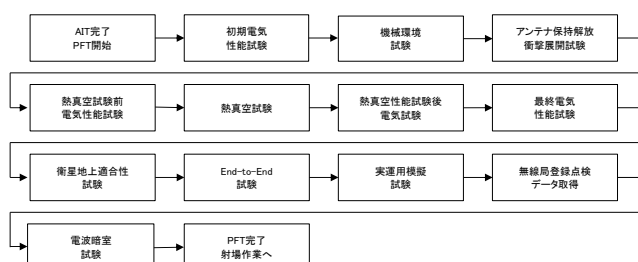 AIT完了
PFT開始
初期電気
性能試験
機械環境
試験
アンテナ保持解放
衝撃展開試験
熱真空試験前
電気性能試験
熱真空試験
熱真空性能試験後
電気試験
最終電気
性能試験
衛星地上適合性
試験
End-to-End
試験
実運用模擬
試験
無線局登録点検
データ取得
電波暗室
試験
PFT完了
射場作業へ